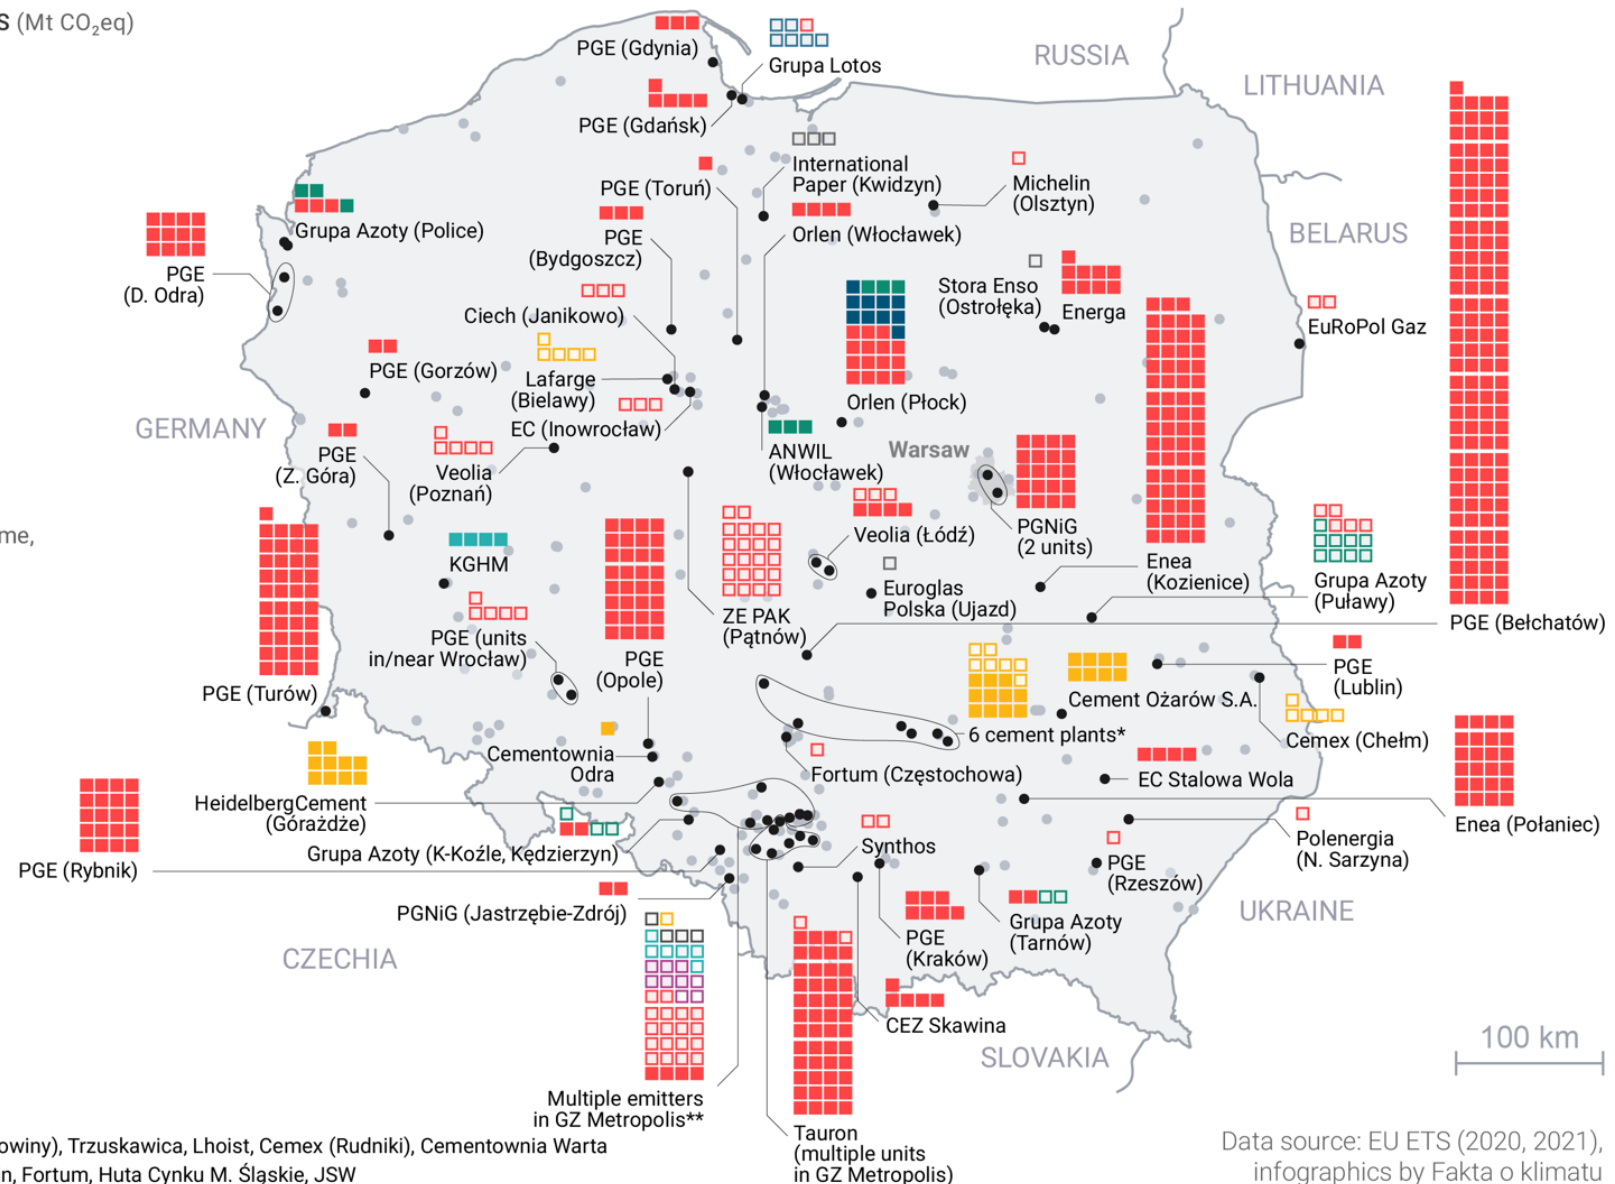 S (Mt CO₂eq)
PGE (Gdynia)
Grupa Lotos
RUSSIA
LITHUANIA
PGE (Gdańsk)
International
Paper (Kwidzyn)
Michelin
(Olsztyn)
PGE (Toruń)
Grupa Azoty (Police)
PGE
(Bydgoszcz)
Orlen (Włocławek)
BELARUS
PGE
(D. Odra)
Stora Enso
(Ostrołęka)
Energa
EuRoPol Gaz
Ciech (Janikowo)
PGE (Gorzów)
Lafarge
(Bielawy)
Orlen (Płock)
GERMANY
EC (Inowrocław)
PGE
(Z. Góra)
Veolia
(Poznań)
ANWIL
(Włocławek)
Warsaw
PGNiG
(2 units)
me,
KGHM
Veolia (Łódź)
Enea
(Kozienice)
Euroglas
Polska (Ujazd)
Grupa Azoty
(Puławy)
ZE PAK
(Pątnów)
PGE (Bełchatów)
PGE (units
in/near Wrocław)
PGE
(Opole)
PGE
(Lublin)
PGE (Turów)
Cement Ożarów S.A.
6 cement plants*
Cemex (Chełm)
Cementownia
Odra
Fortum (Częstochowa)
EC Stalowa Wola
HeidelbergCement
(Górażdże)
Enea (Połaniec)
Grupa Azoty (K-Koźle, Kędzierzyn)
Synthos
Polenergia
(N. Sarzyna)
PGE (Rybnik)
PGE
(Rzeszów)
PGNiG (Jastrzębie-Zdrój)
UKRAINE
PGE
(Kraków)
Grupa Azoty
(Tarnów)
CZECHIA
CEZ Skawina
SLOVAKIA
100 km
Multiple emitters
in GZ Metropolis**
Tauron
(multiple units
in GZ Metropolis)
owiny), Trzuskawica, Lhoist, Cemex (Rudniki), Cementownia Warta
n, Fortum, Huta Cynku M. Śląskie, JSW
Data source: EU ETS (2020, 2021),
infographics by Fakta o klimatu